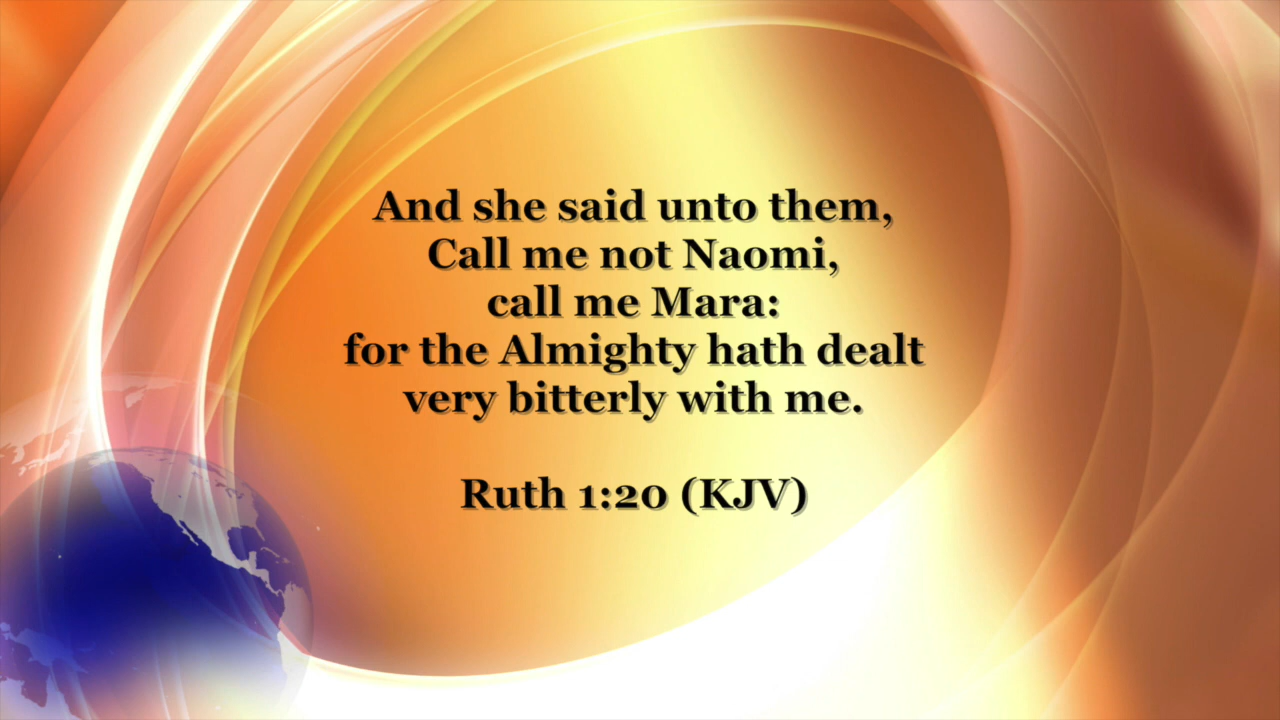 And she said unto them,
Call me not Naomi,
call me Mara:
for the Almighty hath dealt
very bitterly with me.
Ruth 1:20 (KJV)